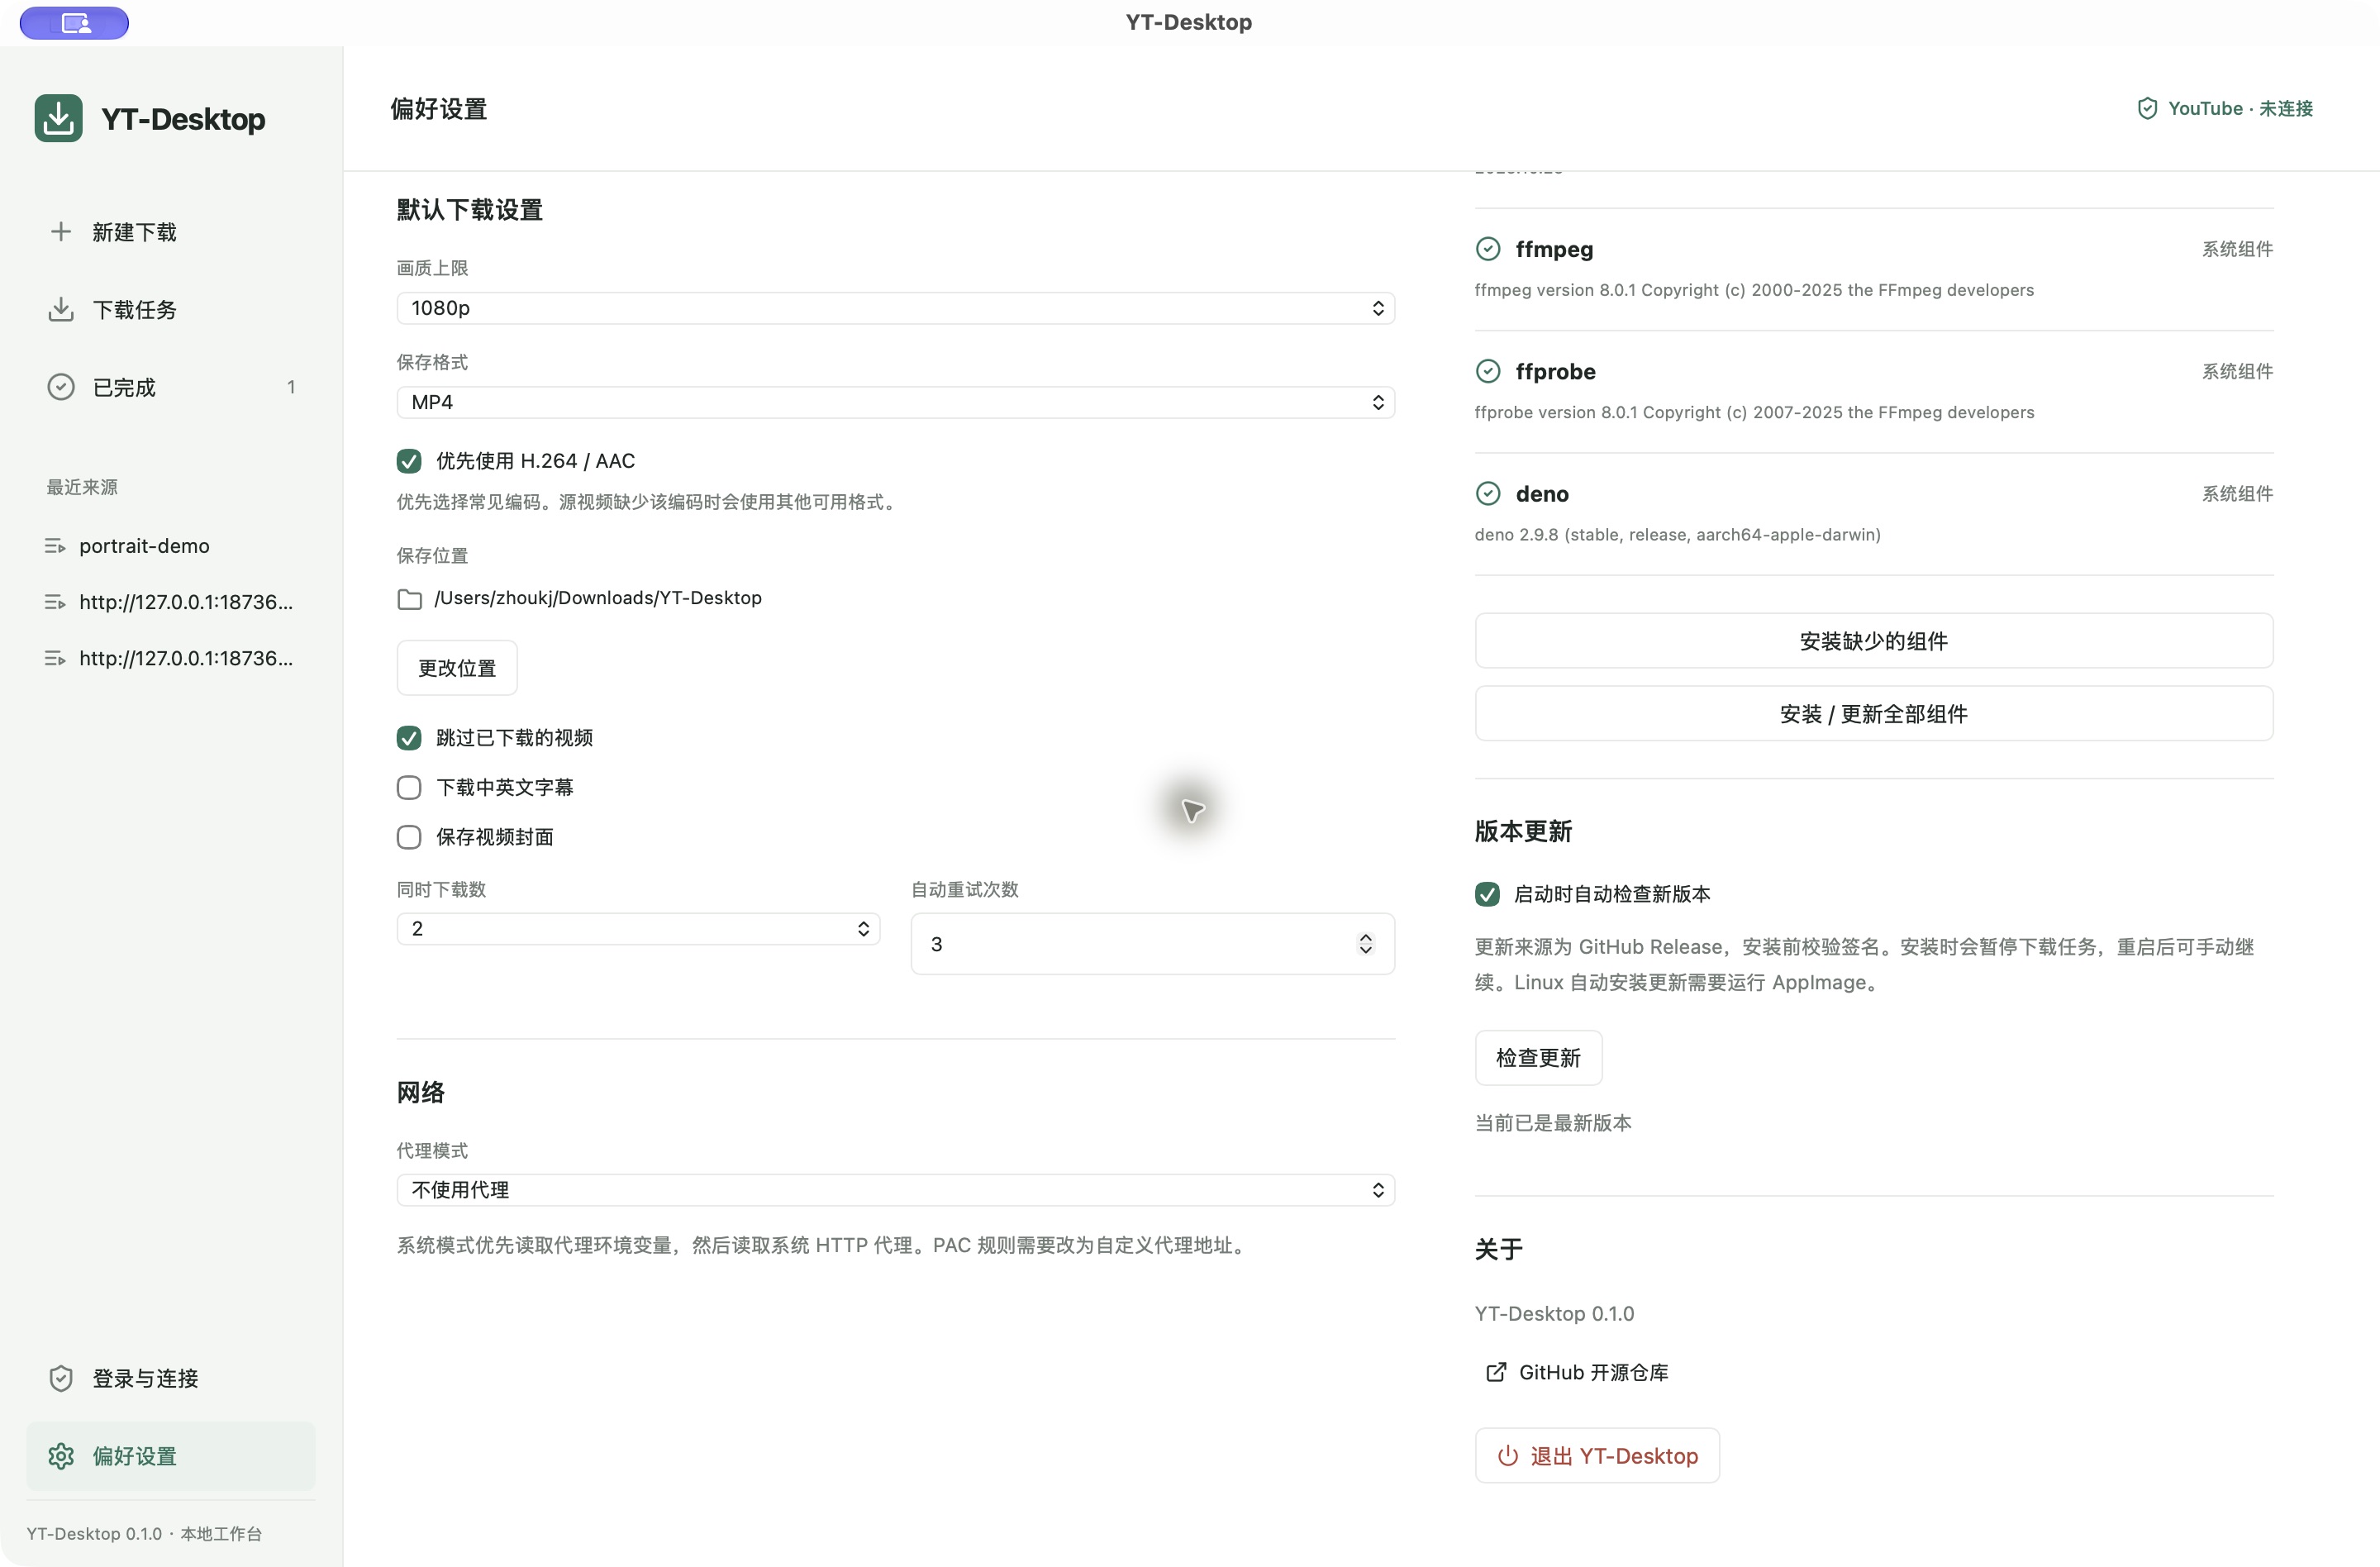 YT-Desktop
YT-Desktop
新建下载
下载任务
已完成 1
最近来源
portrait-demo
http://127.0.0.1:18736...
http://127.0.0.1:18736...
登录与连接
偏好设置
YT-Desktop 0.1.0 · 本地工作台
偏好设置
YouTube · 未连接
默认下载设置
画质上限
1080p
保存格式
MP4
优先使用 H.264 / AAC
优先选择常见编码。源视频缺少该编码时会使用其他可用格式。
保存位置
/Users/zhoukj/Downloads/YT-Desktop
更改位置
跳过已下载的视频
下载中英文字幕
保存视频封面
同时下载数
2
自动重试次数
3
网络
代理模式
不使用代理
系统模式优先读取代理环境变量，然后读取系统 HTTP 代理。PAC 规则需要改为自定义代理地址。
ffmpeg 系统组件
ffmpeg version 8.0.1 Copyright (c) 2000-2025 the FFmpeg developers
ffprobe 系统组件
ffprobe version 8.0.1 Copyright (c) 2007-2025 the FFmpeg developers
deno 系统组件
deno 2.9.8 (stable, release, aarch64-apple-darwin)
安装缺少的组件
安装 / 更新全部组件
版本更新
启动时自动检查新版本
更新来源为 GitHub Release，安装前校验签名。安装时会暂停下载任务，重启后可手动继
续。Linux 自动安装更新需要运行 AppImage。
检查更新
当前已是最新版本
关于
YT-Desktop 0.1.0
GitHub 开源仓库
退出 YT-Desktop